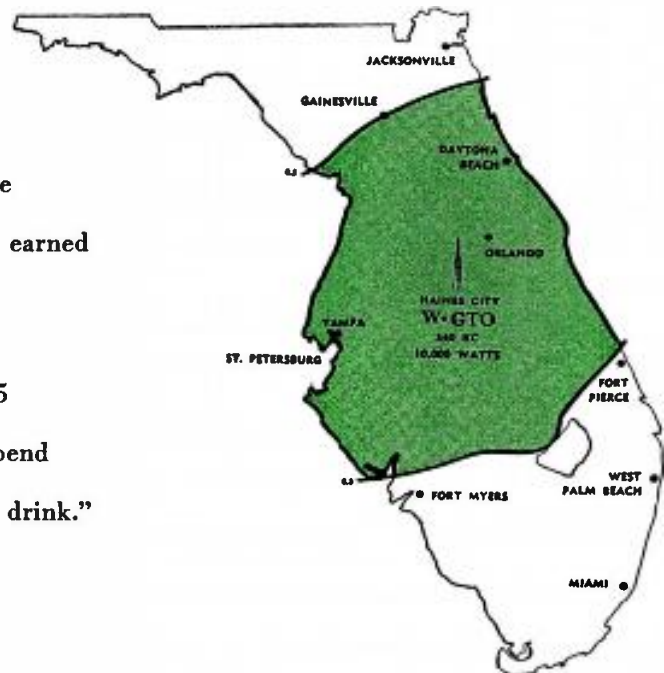 JACKSONVILLE
GAINESVILLE
DAYTONA
BEACH
e
earned
ORLANDO
HAINES CITY
W-GTO
540 KC
10,000 WATTS
TAMPA
ST. PETERSBURG
FORT
PIERCE
5
pend
drink.”
WEST
PALM BEACH
FORT MYERS
MIAMI